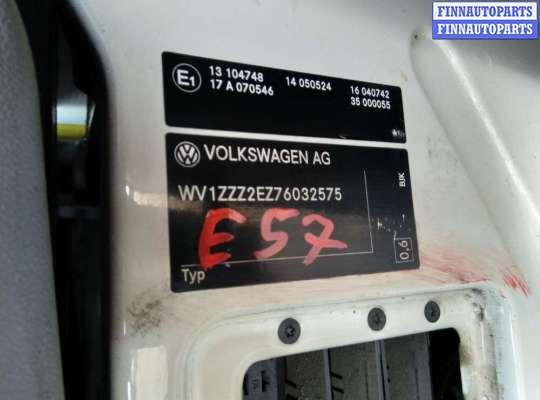 FINNAUTOPARTS
FINNAUTOPARTS
E1
13 104748 14 050524 16 040742
17 A 070546 35 000055
VOLKSWAGEN AG
WV1ZZZ2EZ76032575
BJK
E 57
0,6
Typ